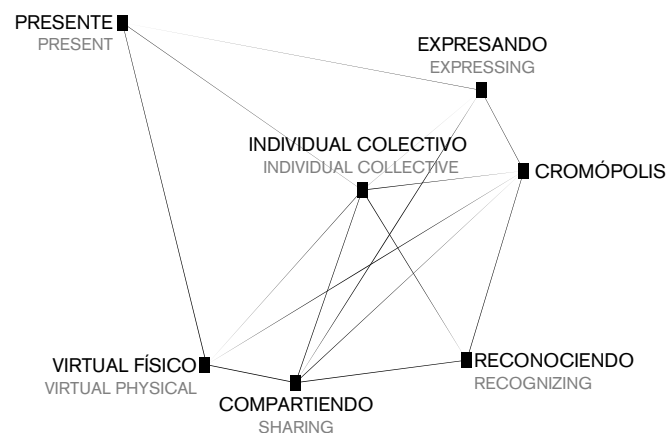 PRESENTE
PRESENT
EXPRESANDO
EXPRESSING
INDIVIDUAL COLECTIVO
INDIVIDUAL COLLECTIVE
CROMÓPOLIS
VIRTUAL FÍSICO
VIRTUAL PHYSICAL
RECONOCIENDO
RECOGNIZING
COMPARTIENDO
SHARING